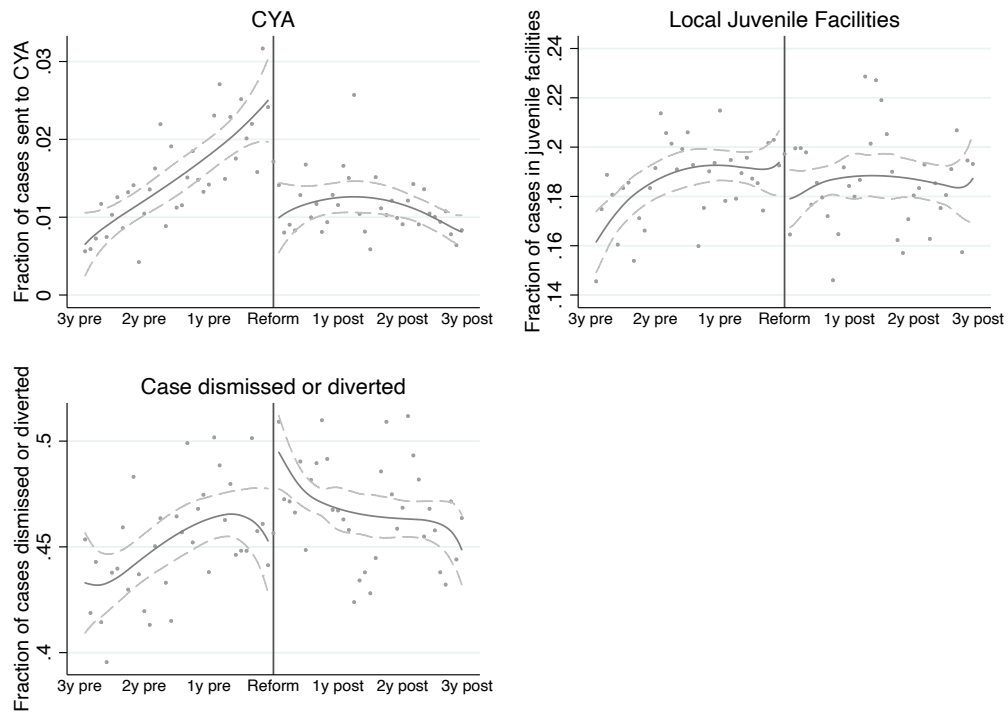 CYA
Fraction of cases sent to CYA
0
.01
.02
.03
3y pre 2y pre 1y pre Reform 1y post 2y post 3y post
Local Juvenile Facilities
Fraction of cases in juvenile facilities
.14
.16
.18
.2
.22
.24
3y pre 2y pre 1y pre Reform 1y post 2y post 3y post
Case dismissed or diverted
Fraction of cases dismissed or diverted
.4
.45
.5
3y pre 2y pre 1y pre Reform 1y post 2y post 3y post